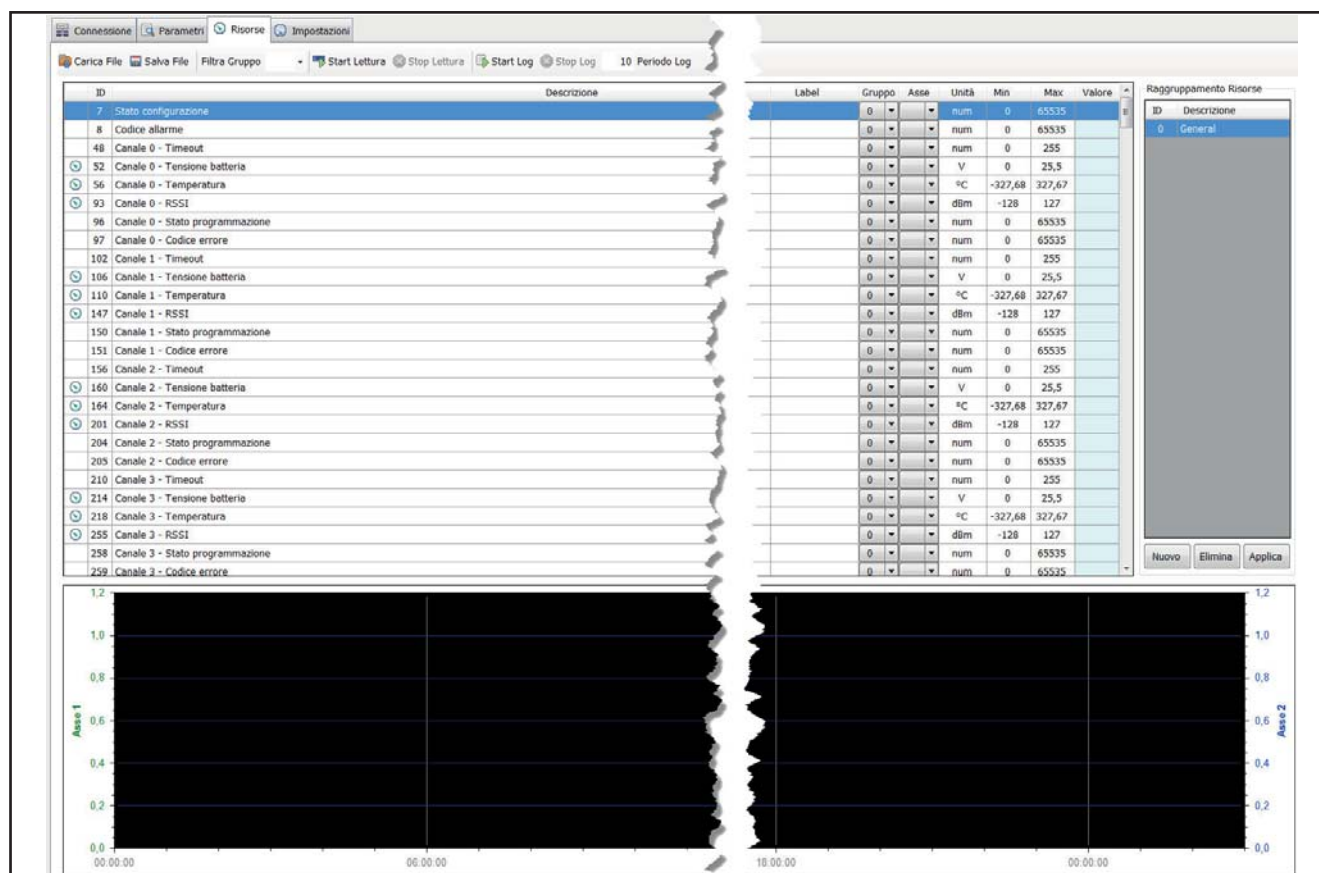 Connessione Parametri Risorse Impostazioni
Carica File Salva File Filtra Gruppo Start Lettura Stop Lettura Start Log Stop Log 10 Periodo Log
ID Descrizione Label Gruppo Asse Unità Min Max Valore
7 Stato configurazione 0 num 0 65535
8 Codice allarme 0 num 0 65535
48 Canale 0 - Timeout 0 num 0 255
52 Canale 0 - Tensione batteria 0 V 0 25,5
56 Canale 0 - Temperatura 0 ºC -327,68 327,67
93 Canale 0 - RSSI 0 dBm -128 127
96 Canale 0 - Stato programmazione 0 num 0 65535
97 Canale 0 - Codice errore 0 num 0 65535
102 Canale 1 - Timeout 0 num 0 255
106 Canale 1 - Tensione batteria 0 V 0 25,5
110 Canale 1 - Temperatura 0 ºC -327,68 327,67
147 Canale 1 - RSSI 0 dBm -128 127
150 Canale 1 - Stato programmazione 0 num 0 65535
151 Canale 1 - Codice errore 0 num 0 65535
156 Canale 2 - Timeout 0 num 0 255
160 Canale 2 - Tensione batteria 0 V 0 25,5
164 Canale 2 - Temperatura 0 ºC -327,68 327,67
201 Canale 2 - RSSI 0 dBm -128 127
204 Canale 2 - Stato programmazione 0 num 0 65535
205 Canale 2 - Codice errore 0 num 0 65535
210 Canale 3 - Timeout 0 num 0 255
214 Canale 3 - Tensione batteria 0 V 0 25,5
218 Canale 3 - Temperatura 0 ºC -327,68 327,67
255 Canale 3 - RSSI 0 dBm -128 127
258 Canale 3 - Stato programmazione 0 num 0 65535
259 Canale 3 - Codice errore 0 num 0 65535
Raggruppamento Risorse
ID Descrizione
0 General
Nuovo Elimina Applica
1,2 1,2
1,0 1,0
0,8 0,8
0,6 0,6
0,4 0,4
0,2 0,2
0,0 0,0
Asse 1
Asse 2
00:00:00 06:00:00 18:00:00 00:00:00